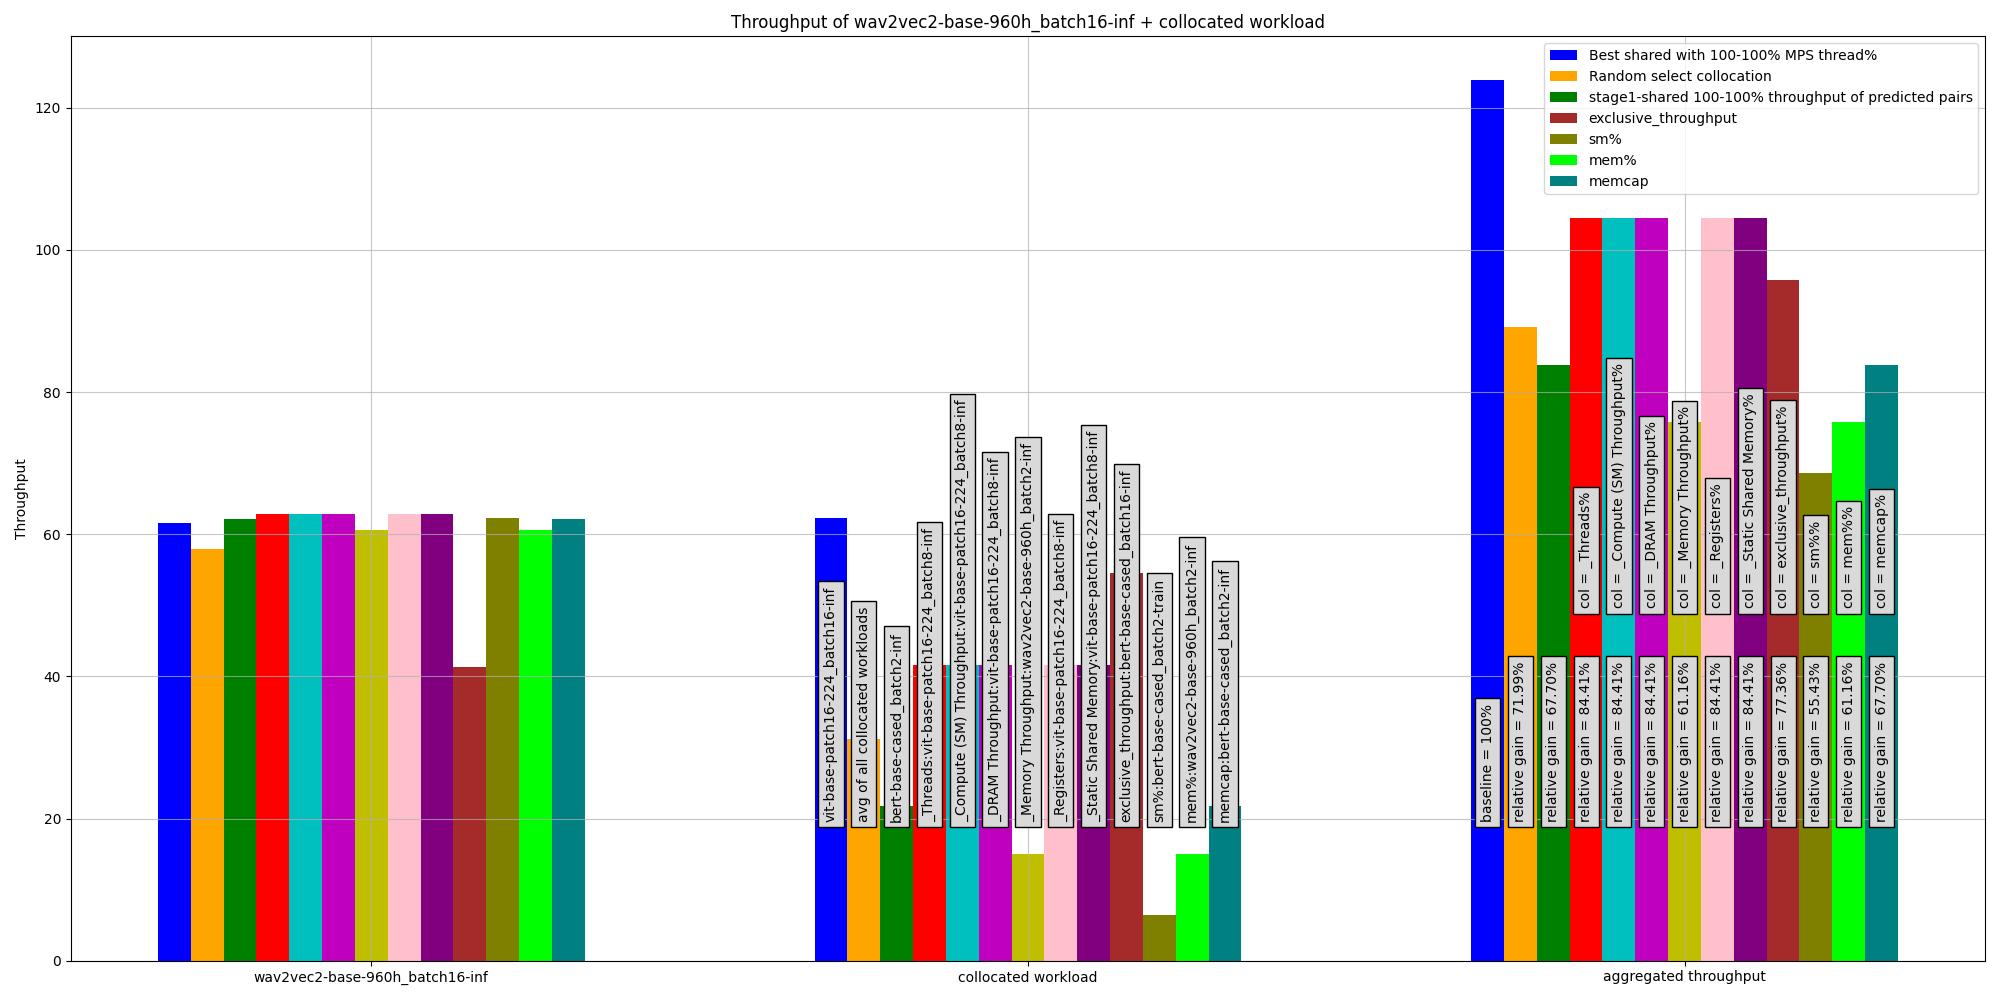 Throughput of wav2vec2-base-960h_batch16-inf + collocated workload
Throughput
120
100
80
60
40
20
0
Best shared with 100-100% MPS thread%
Random select collocation
stage1-shared 100-100% throughput of predicted pairs
exclusive_throughput
sm%
mem%
memcap
vit-base-patch16-224_batch16-inf
avg of all collocated workloads
bert-base-cased_batch2-inf
_Threads:vit-base-patch16-224_batch8-inf
_Compute (SM) Throughput:vit-base-patch16-224_batch8-inf
_DRAM Throughput:vit-base-patch16-224_batch8-inf
_Memory Throughput:wav2vec2-base-960h_batch2-inf
_Registers:vit-base-patch16-224_batch8-inf
_Static Shared Memory:vit-base-patch16-224_batch8-inf
exclusive_throughput:bert-base-cased_batch16-inf
sm%:bert-base-cased_batch2-train
mem%:wav2vec2-base-960h_batch2-inf
memcap:bert-base-cased_batch2-inf
col = _Threads%
col = _Compute (SM) Throughput%
col = _DRAM Throughput%
col = _Memory Throughput%
col = _Registers%
col = _Static Shared Memory%
col = exclusive_throughput%
col = sm%%
col = mem%%
col = memcap%
baseline = 100%
relative gain = 71.99%
relative gain = 67.70%
relative gain = 84.41%
relative gain = 84.41%
relative gain = 84.41%
relative gain = 61.16%
relative gain = 84.41%
relative gain = 84.41%
relative gain = 77.36%
relative gain = 55.43%
relative gain = 61.16%
relative gain = 67.70%
wav2vec2-base-960h_batch16-inf
collocated workload
aggregated throughput